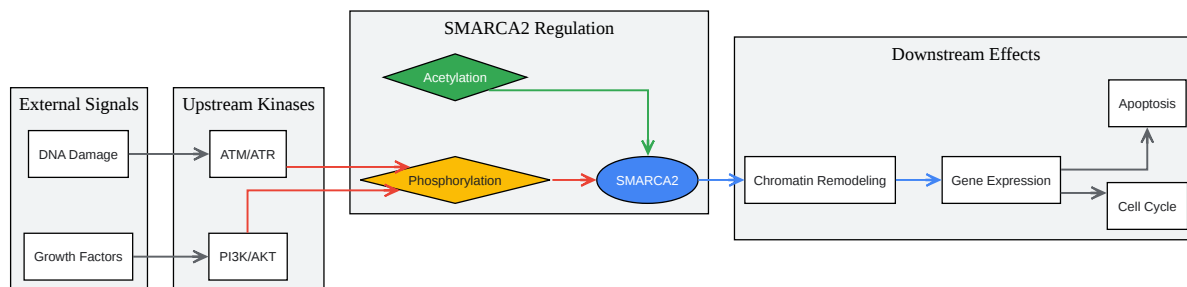 External Signals
DNA Damage
Growth Factors
Upstream Kinases
ATM/ATR
PI3K/AKT
SMARCA2 Regulation
Acetylation
Phosphorylation
SMARCA2
Downstream Effects
Chromatin Remodeling
Gene Expression
Apoptosis
Cell Cycle